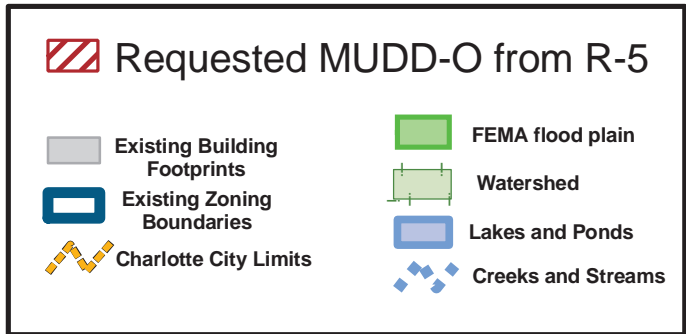 Requested MUDD-O from R-5
Existing Building
Footprints
Existing Zoning
Boundaries
Charlotte City Limits
FEMA flood plain
Watershed
Lakes and Ponds
Creeks and Streams